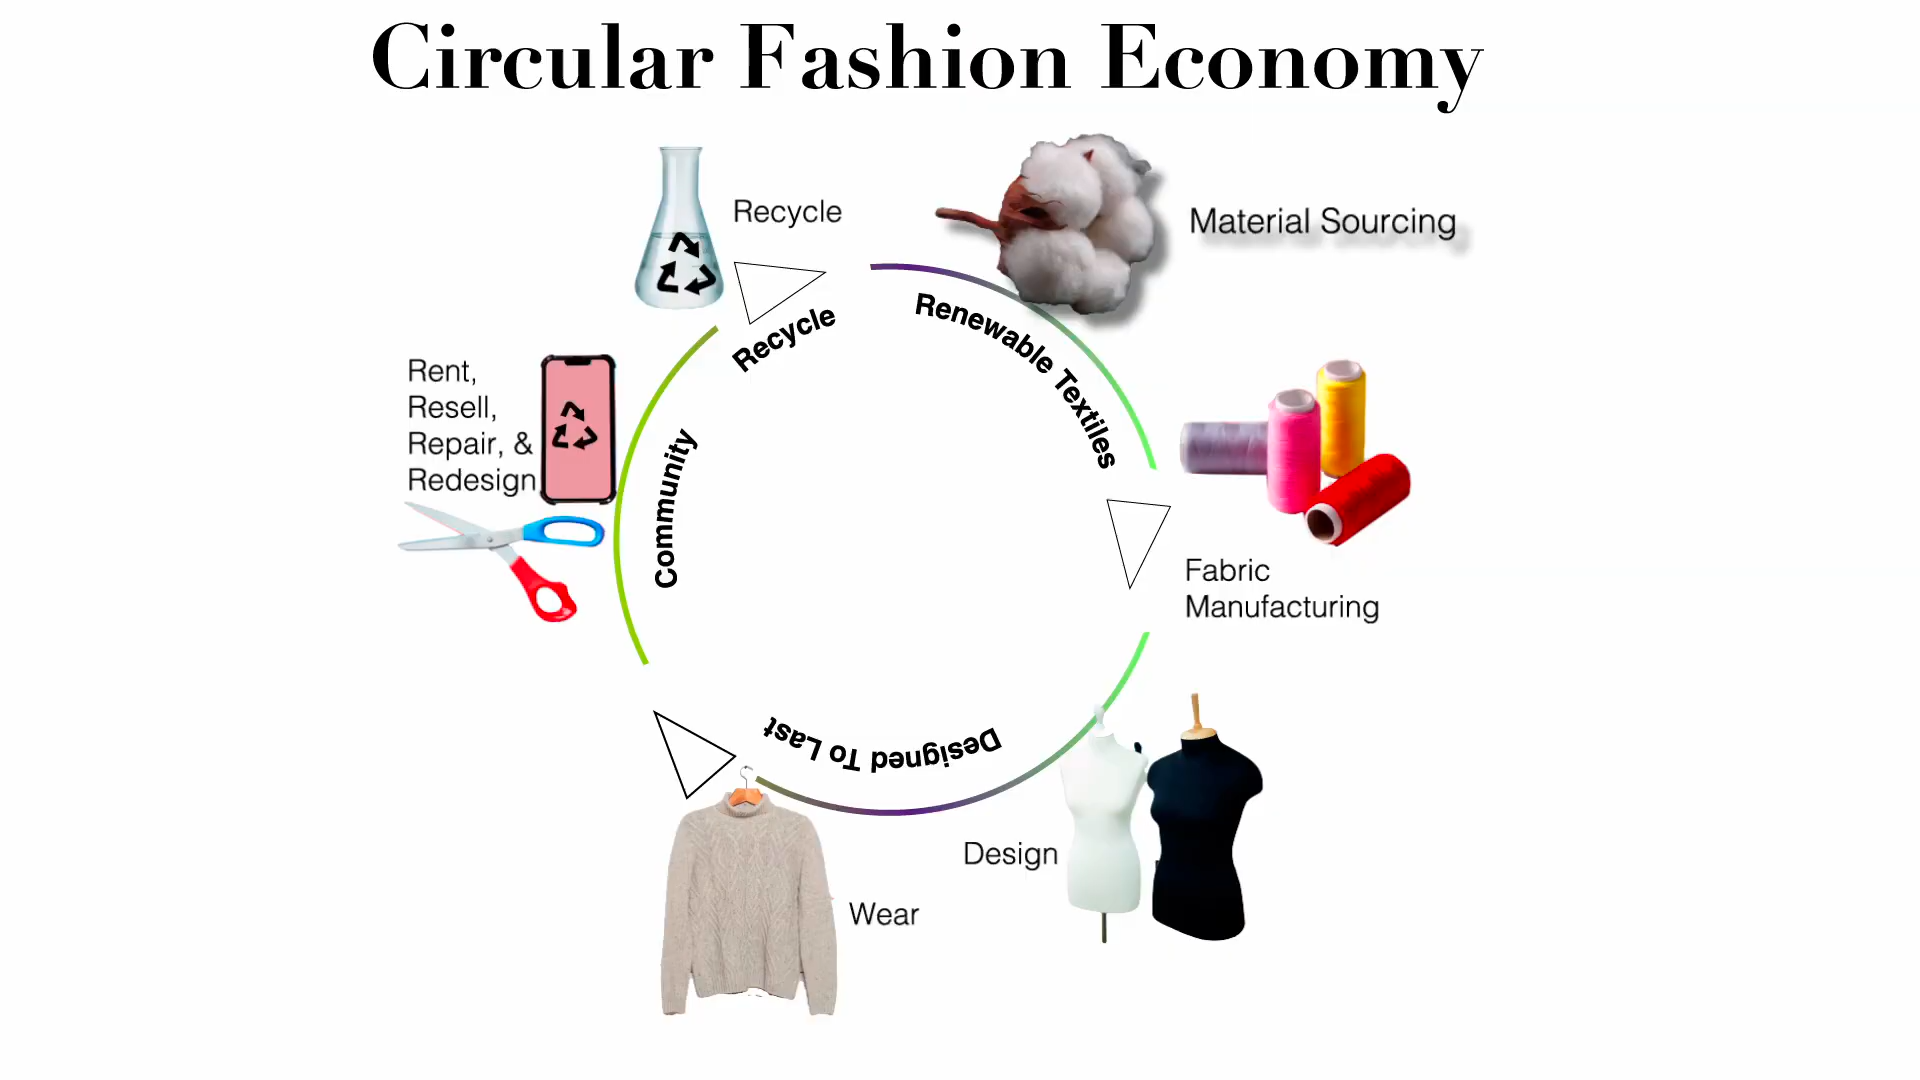 Circular Fashion Economy
Recycle
Material Sourcing
Recycle
Renewable Textiles
Rent,
Resell,
Repair, &
Redesign
Community
Fabric
Manufacturing
Designed To Last
Design
Wear